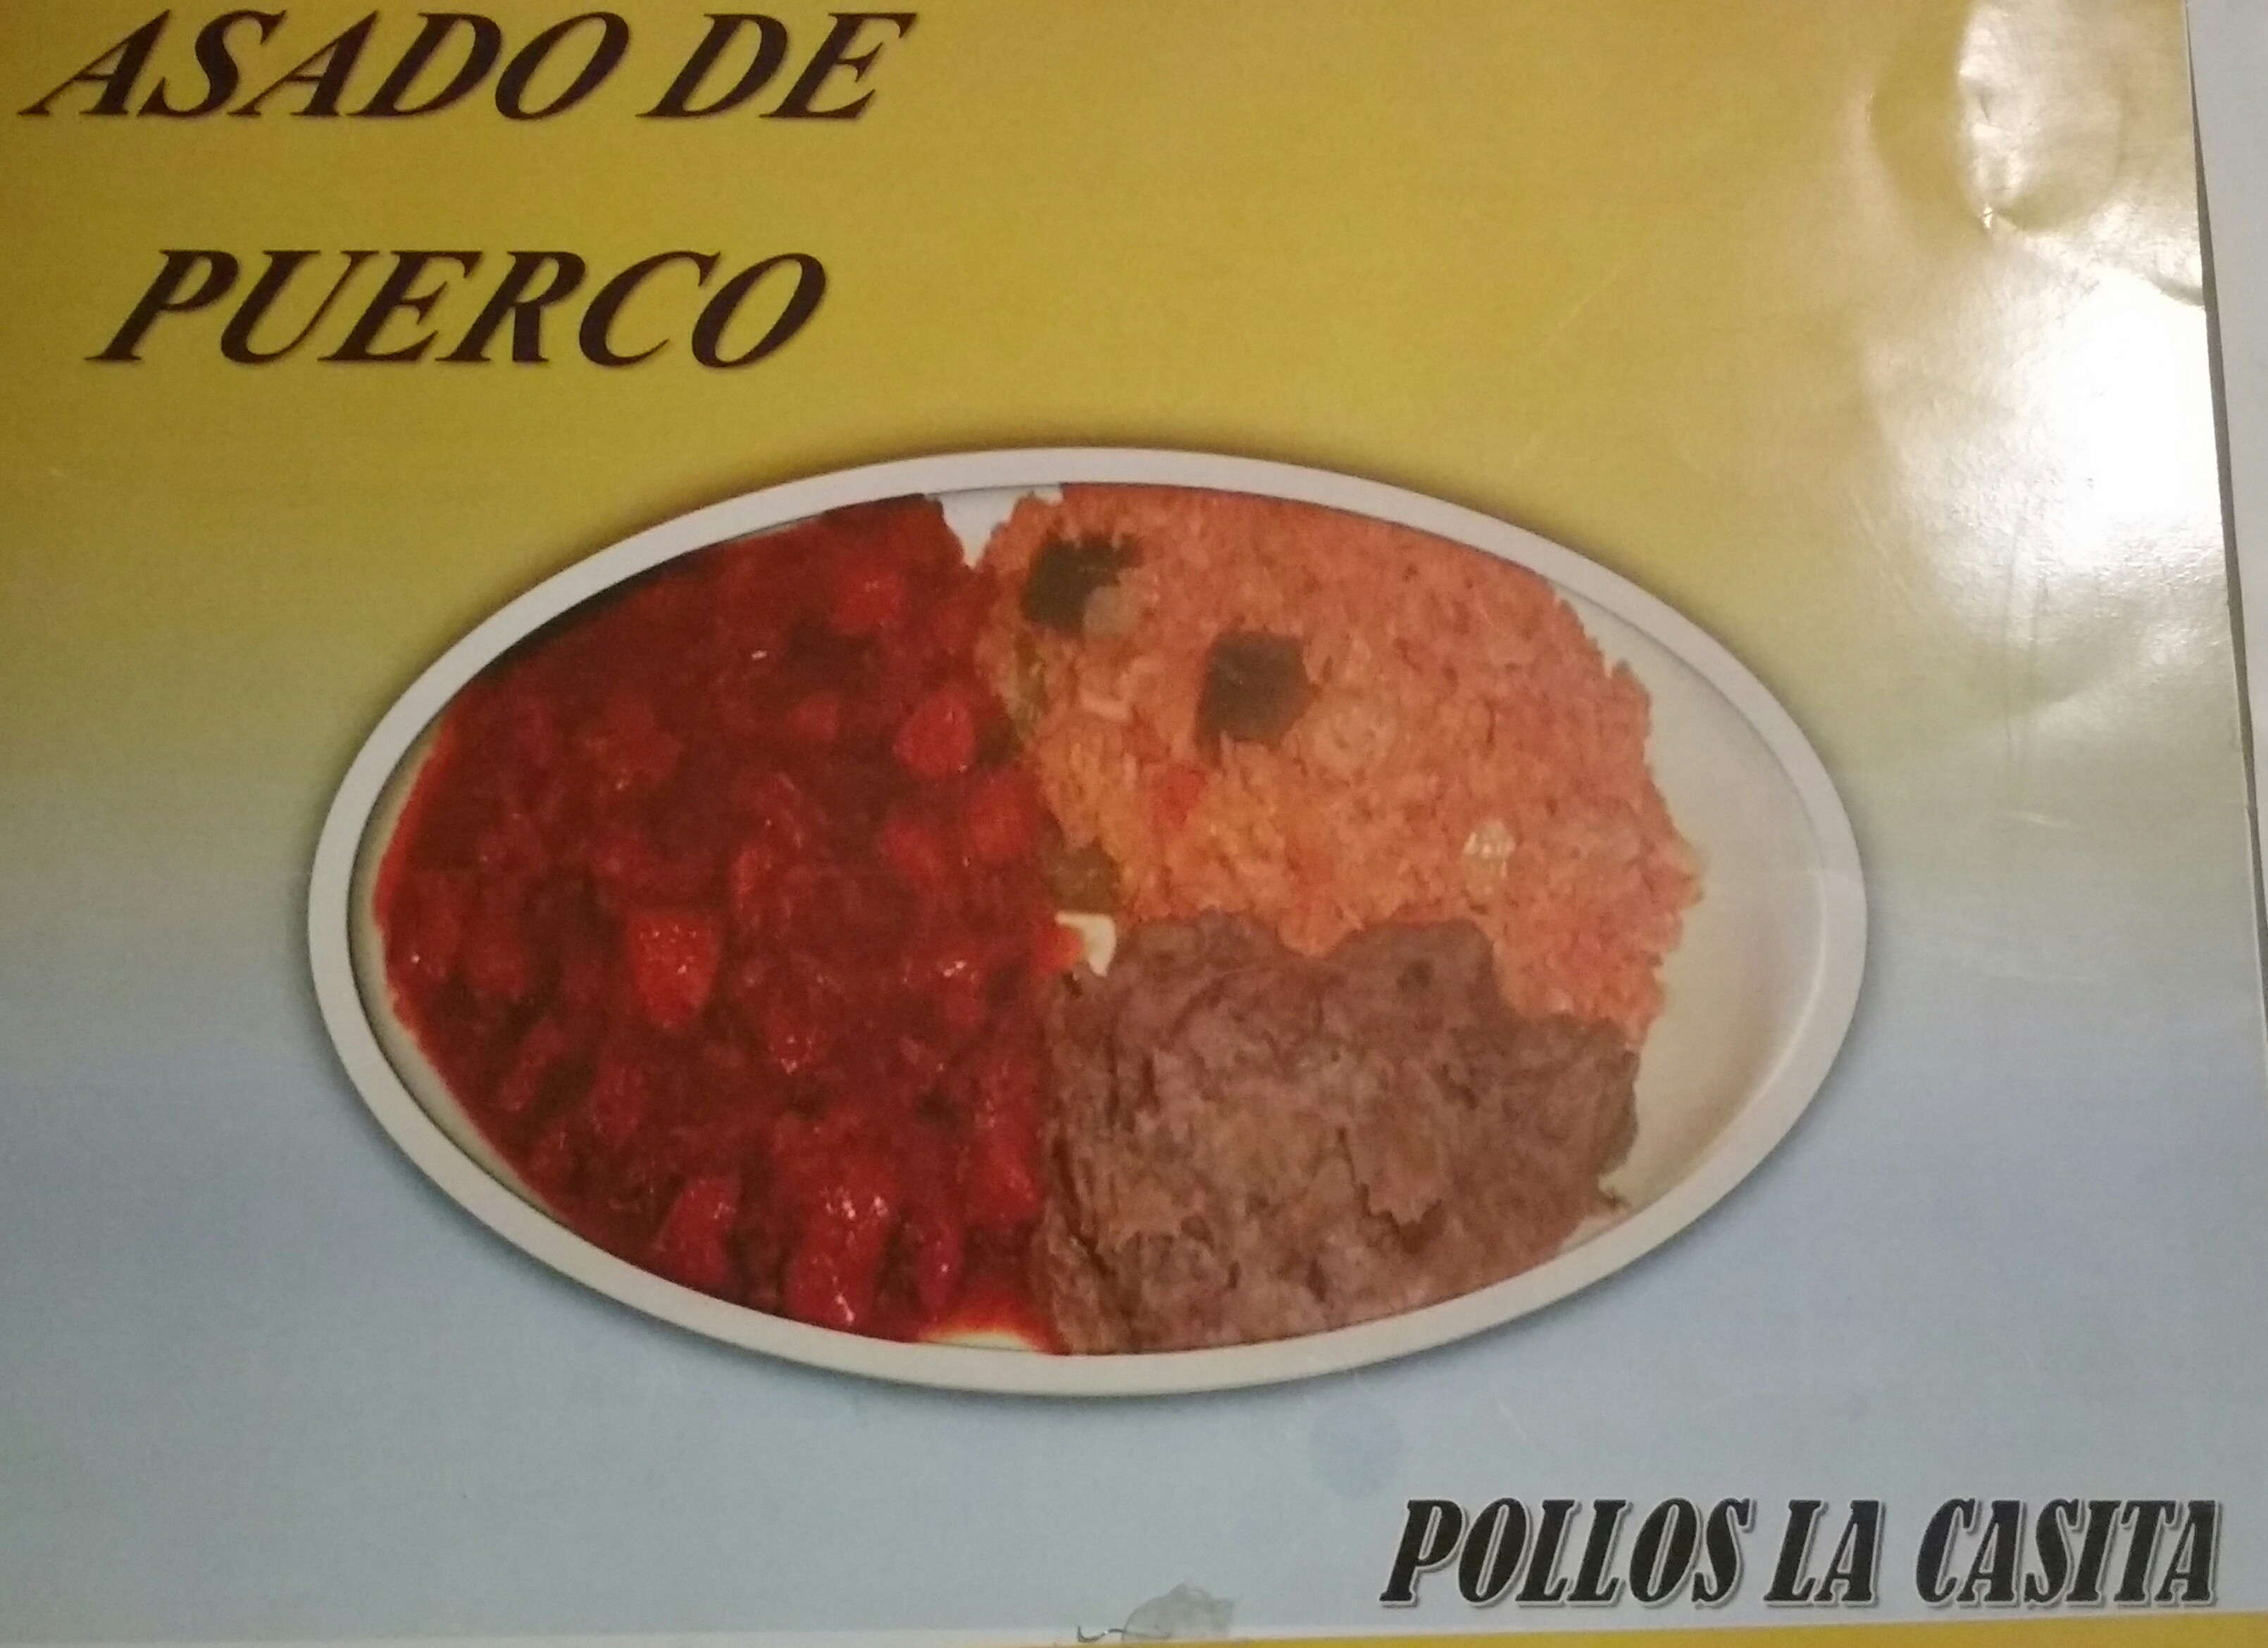 ASADO DE
PUERCO
POLLOS LA CASITA